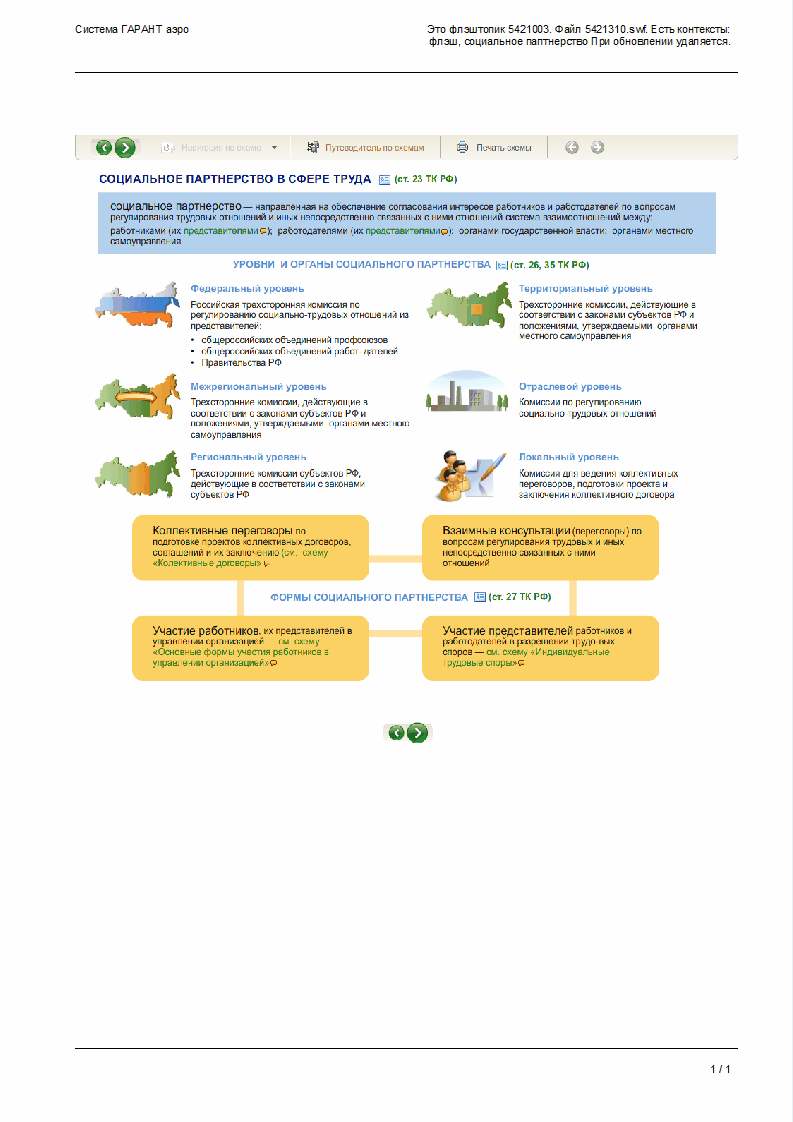 Система ГАРАНТ аэро
Это флэштопик 5421003. Файл 5421310.swf. Есть контексты:
флэш, социальное паптнерство При обновлении удаляется.
Навигация по схеме
Путеводитель по схемам
Печать схемы
СОЦИАЛЬНОЕ ПАРТНЕРСТВО В СФЕРЕ ТРУДА (ст. 23 ТК РФ)
социальное партнерство — направленная на обеспечение согласования интересов работников и работодателей по вопросам
регулирования трудовых отношений и иных непосредственно связанных с ними отношений система взаимоотношений между:
работниками (их представителями); работодателями (их представителями); органами государственной власти; органами местного
самоуправления
УРОВНИ И ОРГАНЫ СОЦИАЛЬНОГО ПАРТНЕРСТВА (ст. 26, 35 ТК РФ)
Федеральный уровень
Российская трехсторонняя комиссия по
регулированию социально-трудовых отношений из
представителей:
• общероссийских объединений профсоюзов
• общероссийских объединений работ дателей
• Правительства РФ
Территориальный уровень
Трехсторонние комиссии, действующие в
соответствии с законами субъектов РФ и
положениями, утверждаемыми органами
местного самоуправления
Межрегиональный уровень
Трехсторонние комиссии, действующие в
соответствии с законами субъектов РФ и
положениями, утверждаемыми органами местного
самоуправления
Отраслевой уровень
Комиссии по регулированию
социально-трудовых отношений
Региональный уровень
Трехсторонние комиссии субъектов РФ,
действующие в соответствии с законами
субъектов РФ
Локальный уровень
Комиссии для ведения коллективных
переговоров, подготовки проекта и
заключения коллективного договора
Коллективные переговоры по
подготовке проектов коллективных договоров,
соглашений и их заключению (см. схему
«Колективные договоры»
Взаимные консультации (переговоры) по
вопросам регулирования трудовых и иных
непосредственно связанных с ними
отношений
ФОРМЫ СОЦИАЛЬНОГО ПАРТНЕРСТВА (ст. 27 ТК РФ)
Участие работников, их представителей в
управлении организацией — см. схему
«Основные формы участия работников в
управлении организацией»
Участие представителей работников и
работодателей в разрешении трудовых
споров — см. схему «Индивидуальные
трудовые споры»
1 / 1